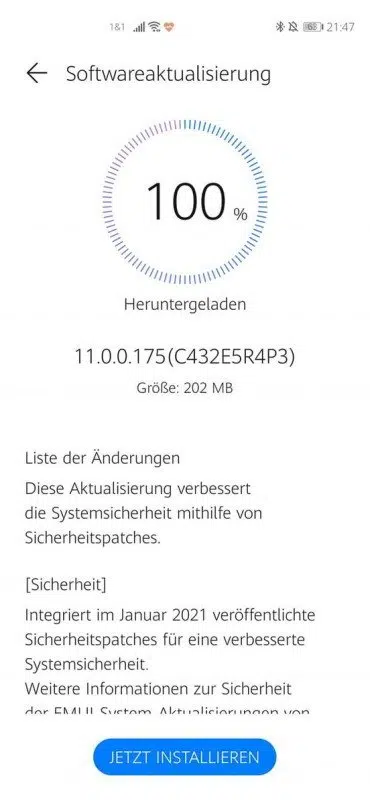 1&1 21:47
Softwareaktualisierung
100 %
Heruntergeladen
11.0.0.175(C432E5R4P3)
Größe: 202 MB
Liste der Änderungen
Diese Aktualisierung verbessert
die Systemsicherheit mithilfe von
Sicherheitspatches.
[Sicherheit]
Integriert im Januar 2021 veröffentlichte
Sicherheitspatches für eine verbesserte
Systemsicherheit.
Weitere Informationen zur Sicherheit
der EMUI-System-Aktualisierungen von
JETZT INSTALLIEREN